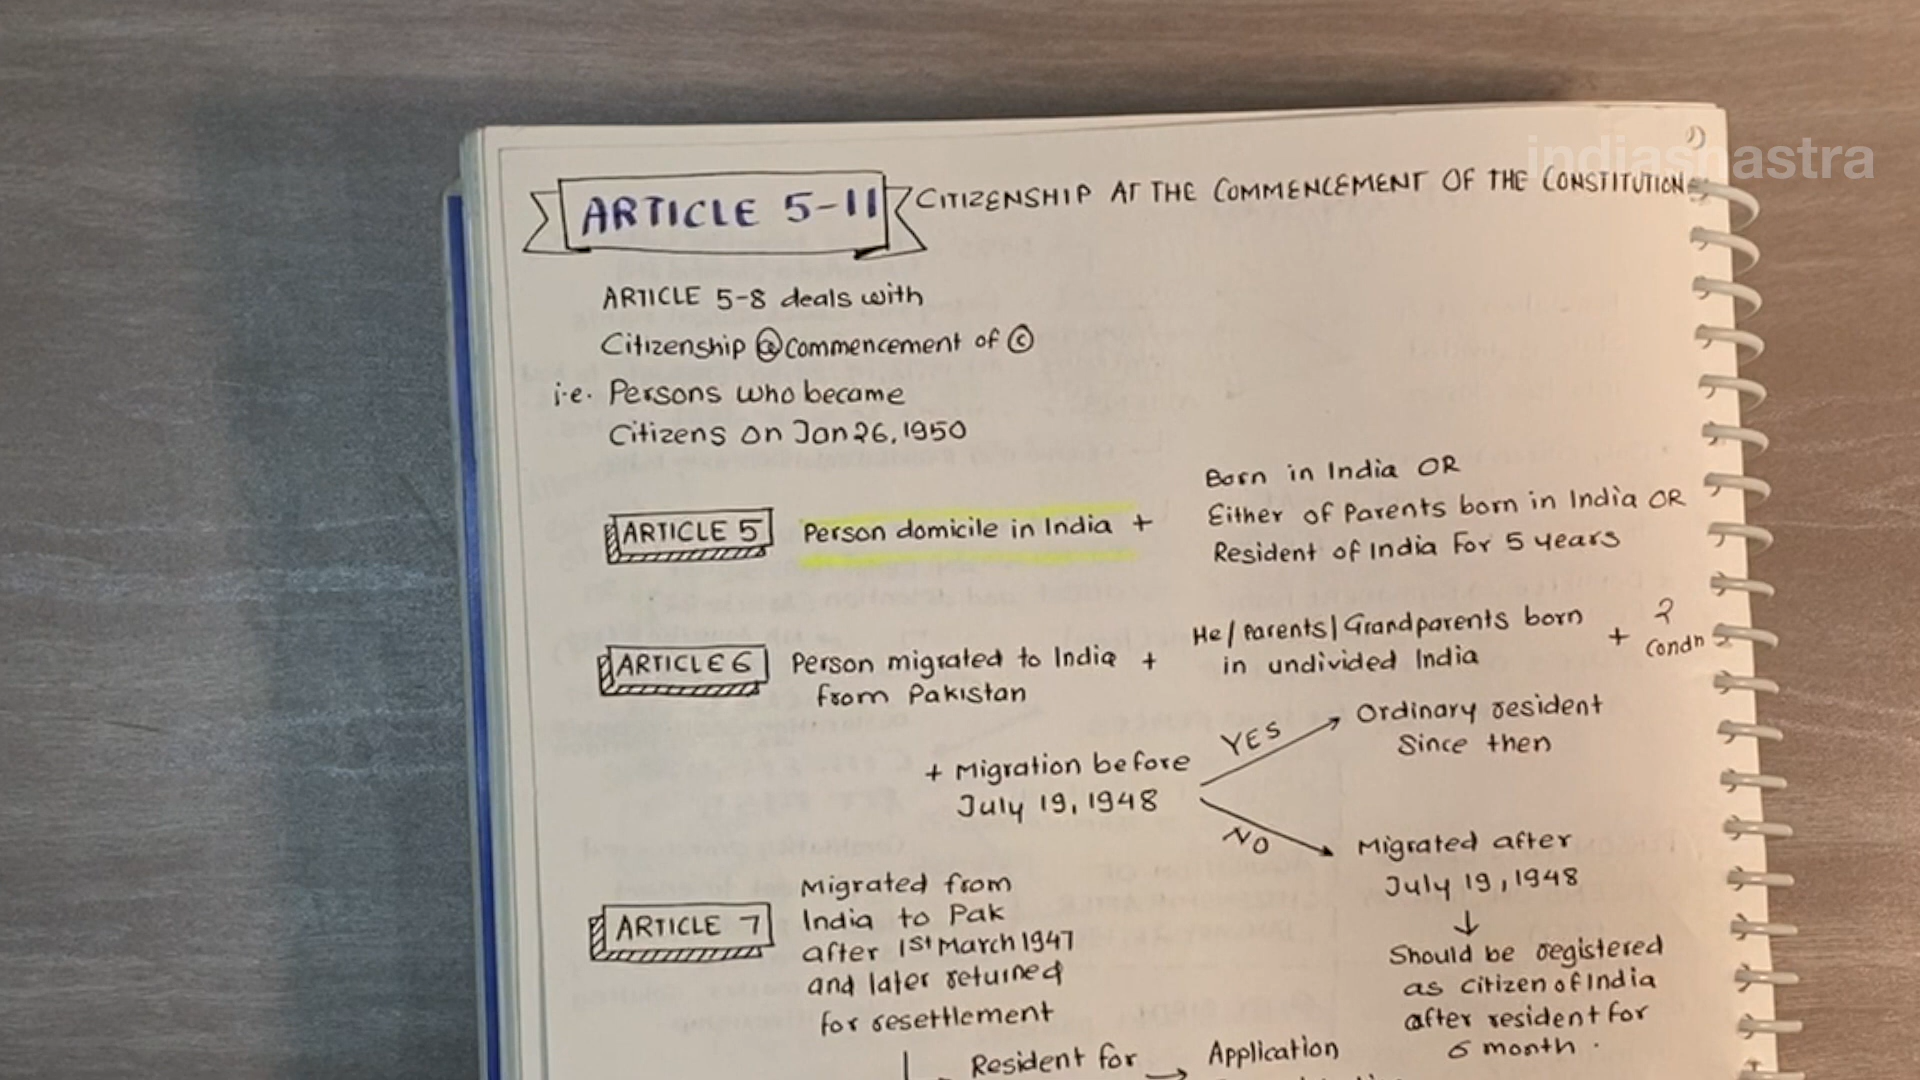 indiashastra
ARTICLE 5-11 CITIZENSHIP AT THE COMMENCEMENT OF THE CONSTITUTION
ARTICLE 5-8 deals with
Citizenship @ Commencement of ©
i.e. Persons who became
Citizens on Jan 26, 1950
ARTICLE 5
Person domicile in India +
Born in India OR
Either of Parents born in India OR
Resident of India For 5 years
ARTICLE 6
Person migrated to India +
from Pakistan
He/Parents/Grandparents born
in undivided India
+ 2
condn
+ Migration before
July 19, 1948
YES
Ordinary resident
Since then
NO
Migrated after
July 19, 1948
↓
Should be registered
as citizen of India
after resident for
6 month .
ARTICLE 7
Migrated from
India to Pak
after 1st March 1947
and later returned
for resettlement
Resident for → Application